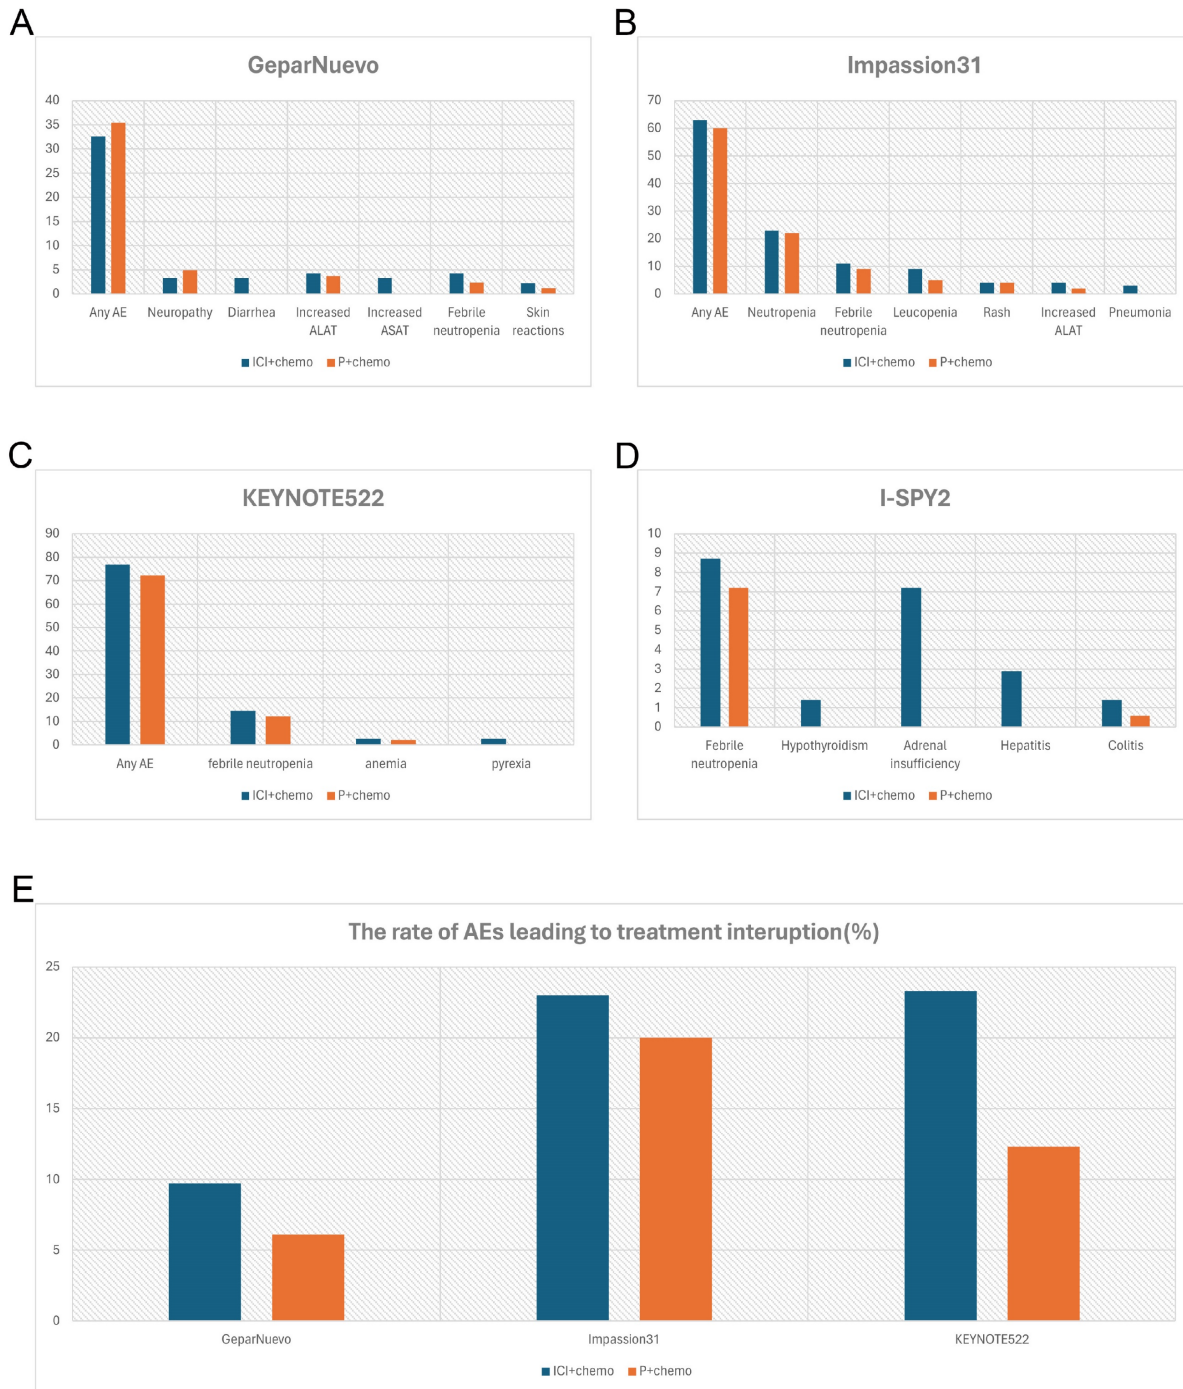 A
GeparNuevo
40
35
30
25
20
15
10
5
0
Any AE Neuropathy Diarrhea Increased ALAT Increased ASAT Febrile neutropenia Skin reactions
ICI+chemo P+chemo
B
Impassion31
70
60
50
40
30
20
10
0
Any AE Neutropenia Febrile neutropenia Leucopenia Rash Increased ALAT Pneumonia
ICI+chemo P+chemo
C
KEYNOTE522
90
80
70
60
50
40
30
20
10
0
Any AE febrile neutropenia anemia pyrexia
ICI+chemo P+chemo
D
I-SPY2
10
9
8
7
6
5
4
3
2
1
0
Febrile neutropenia Hypothyroidism Adrenal insufficiency Hepatitis Colitis
ICI+chemo P+chemo
E
The rate of AEs leading to treatment interuption(%)
25
20
15
10
5
0
GeparNuevo Impassion31 KEYNOTE522
ICI+chemo P+chemo